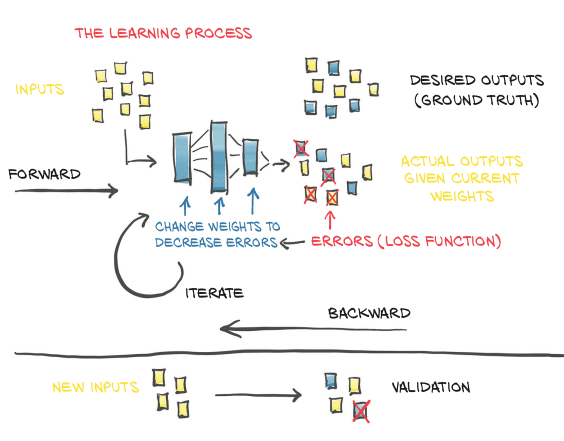 THE LEARNING PROCESS
INPUTS
DESIRED OUTPUTS
(GROUND TRUTH)
FORWARD
ACTUAL OUTPUTS
GIVEN CURRENT
WEIGHTS
CHANGE WEIGHTS TO
DECREASE ERRORS
ERRORS (LOSS FUNCTION)
ITERATE
BACKWARD
NEW INPUTS
VALIDATION